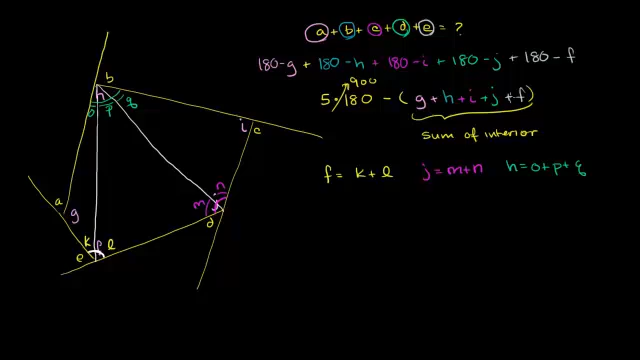 a + b + c + d + e = ?
180-g + 180-h + 180-i + 180-j + 180-f
900
5·180 - (g+h+i+j+f)
sum of interior
f = k + l   j = m+n   h = o+p+q
b
h
o p q
i c
n
m j
d
a g
k f l
e